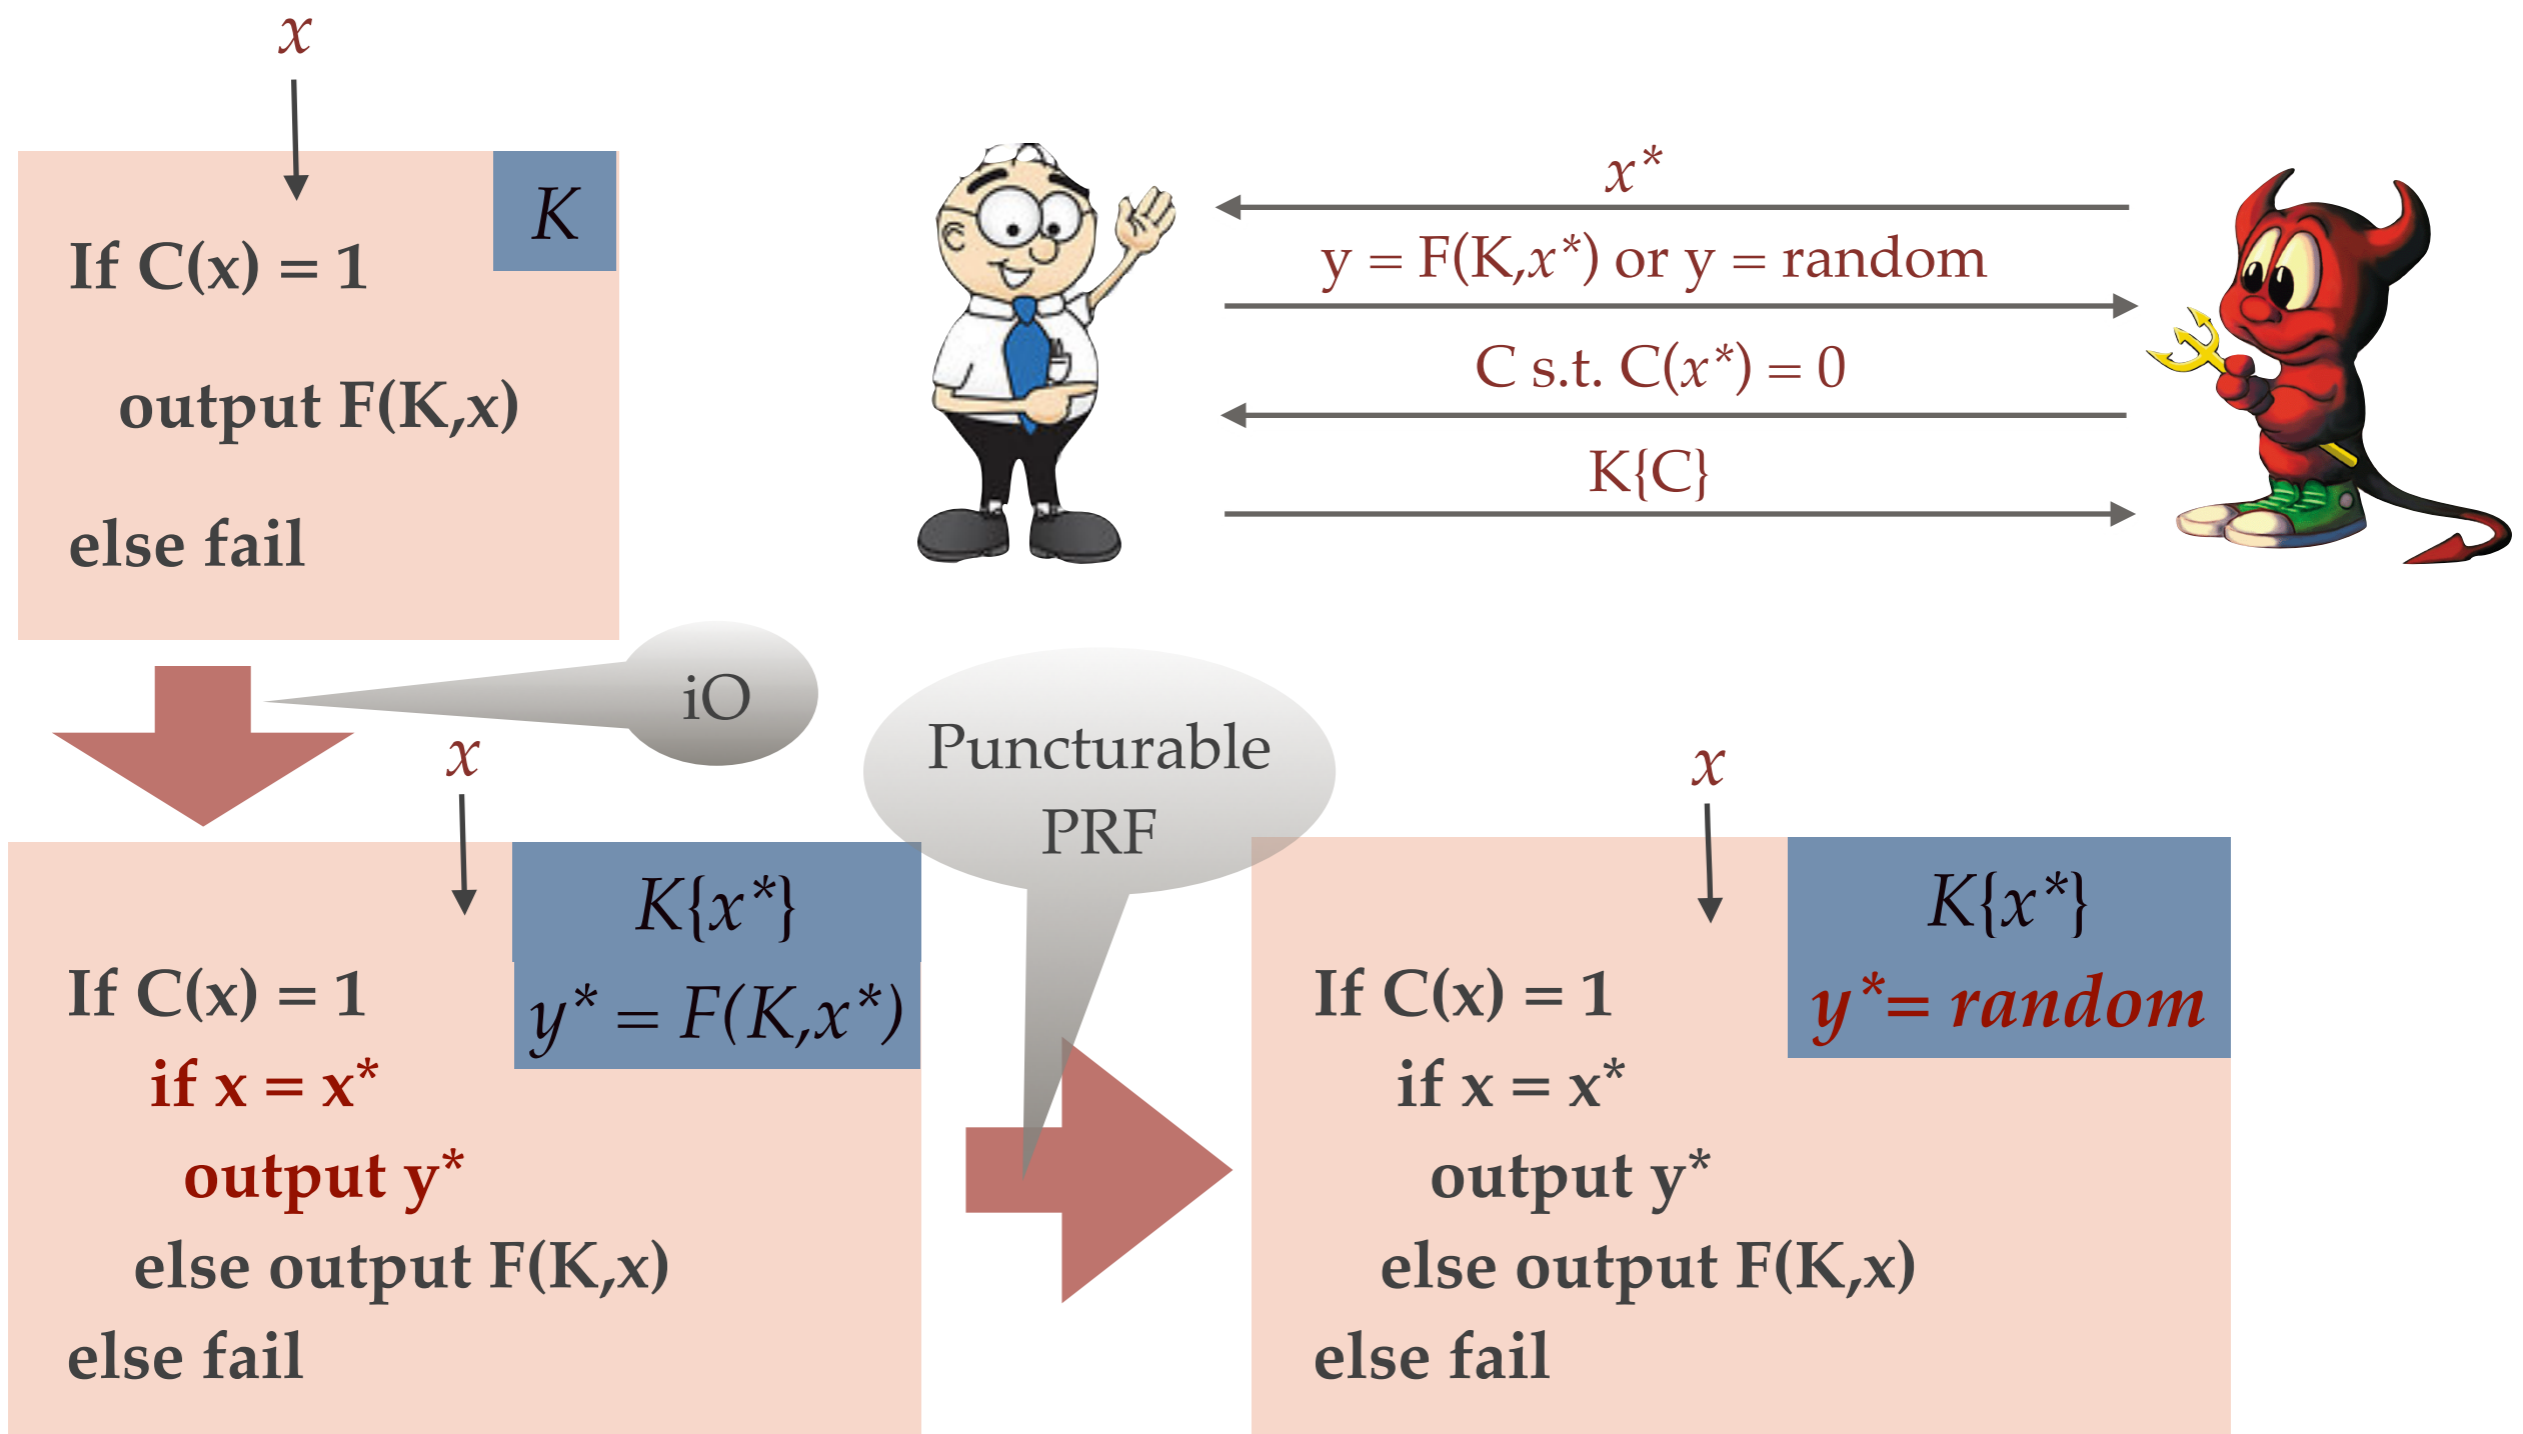 x
K
If C(x) = 1
output F(K,x)
else fail
x*
y = F(K,x*) or y = random
C s.t. C(x*) = 0
K{C}
iO
Puncturable
PRF
x
K{x*}
y* = F(K,x*)
If C(x) = 1
if x = x*
output y*
else output F(K,x)
else fail
x
K{x*}
y*= random
If C(x) = 1
if x = x*
output y*
else output F(K,x)
else fail